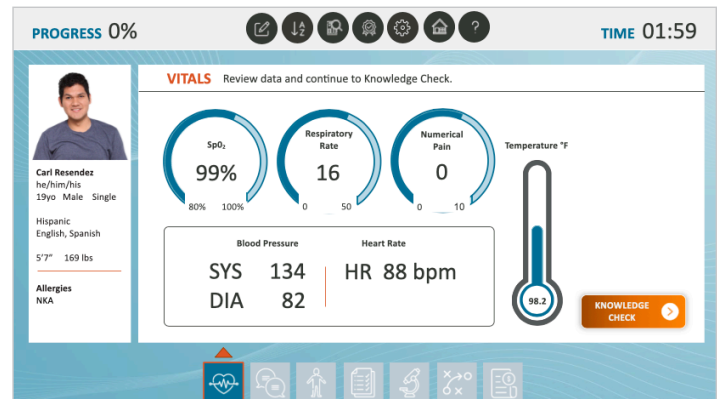 PROGRESS 0%
A
Z
?
TIME 01:59
VITALS Review data and continue to Knowledge Check.
Carl Resendez
he/him/his
19yo Male Single
Hispanic
English, Spanish
5'7" 169 lbs
Allergies
NKA
Sp0₂
99%
80% 100%
Respiratory
Rate
16
0 50
Numerical
Pain
0
0 10
Temperature °F
98.2
Blood Pressure
SYS 134
DIA 82
Heart Rate
HR 88 bpm
KNOWLEDGE
CHECK